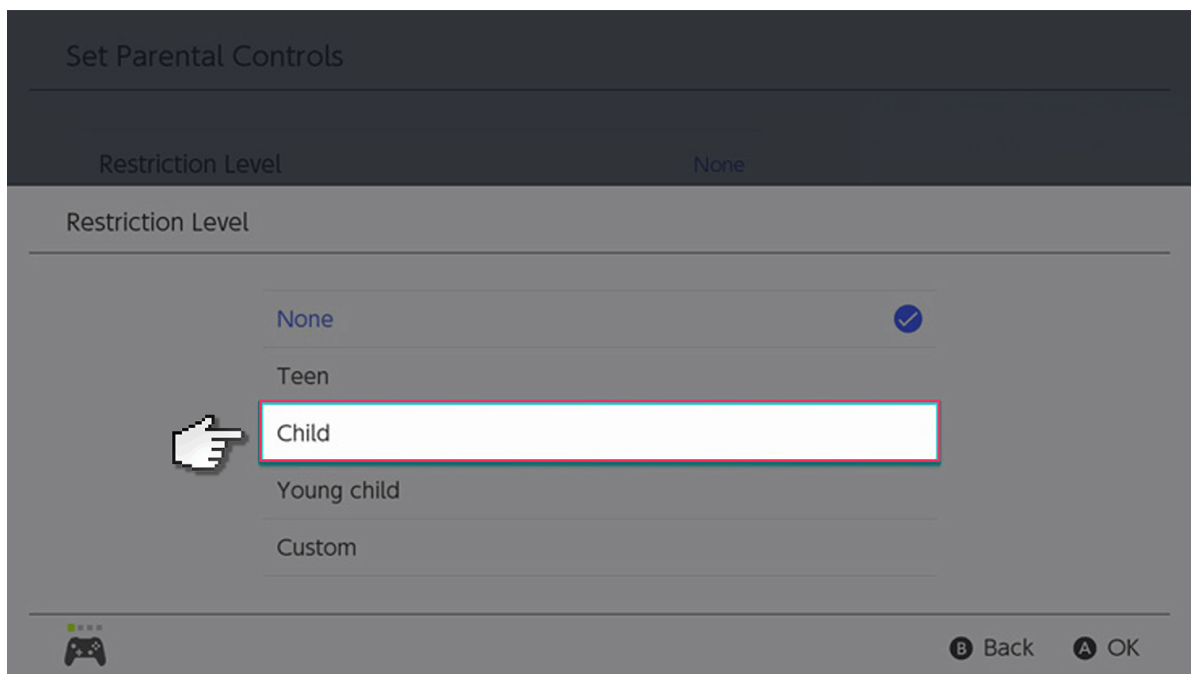 Set Parental Controls
Restriction Level None
Restriction Level
None
Teen
Child
Young child
Custom
B Back A OK